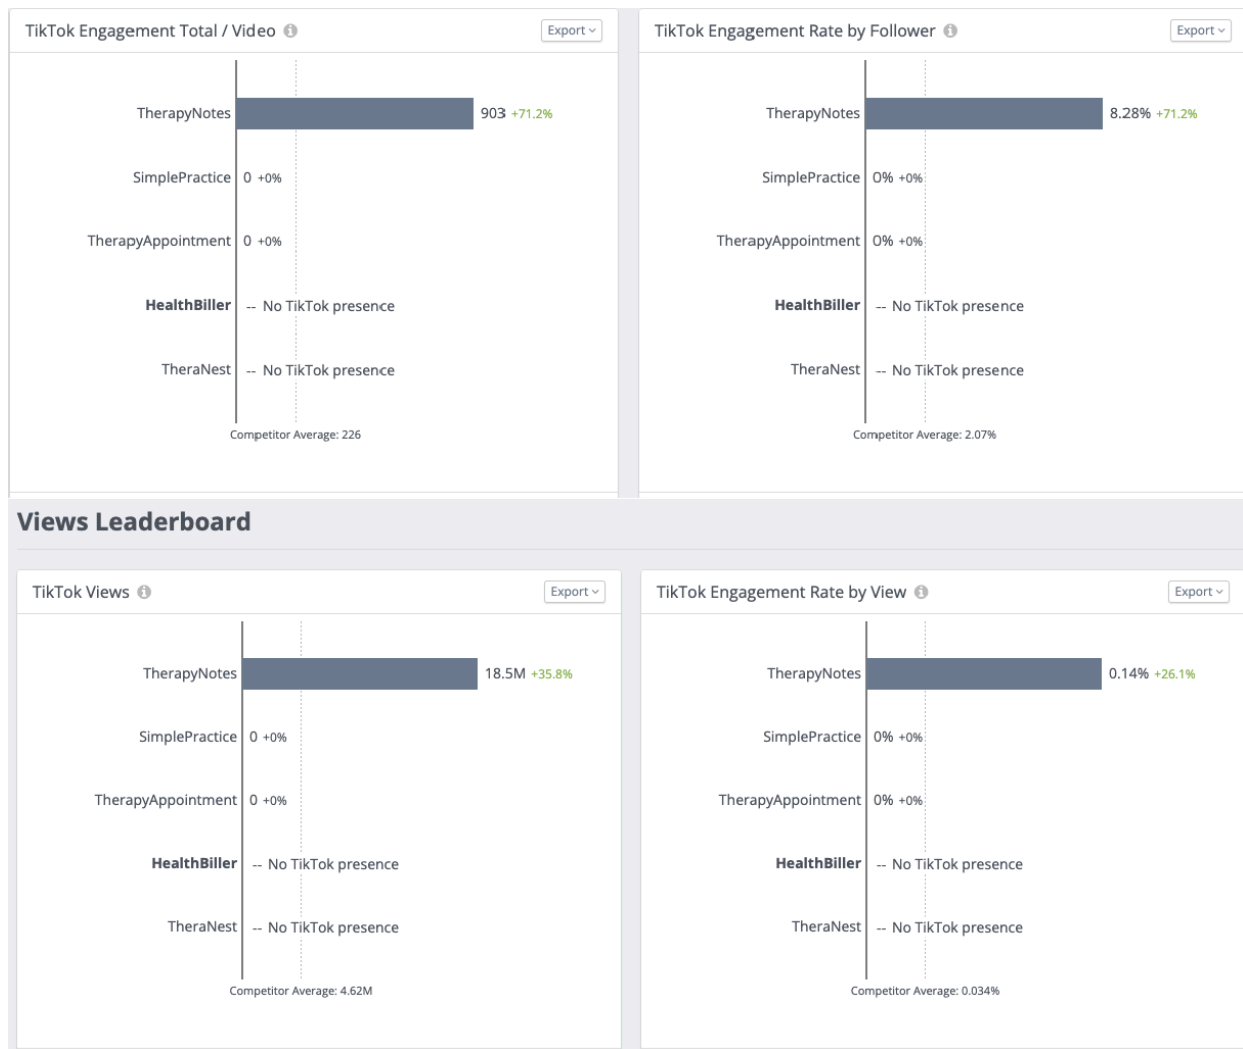 TikTok Engagement Total / Video
Export
TherapyNotes 903 +71.2%
SimplePractice 0 +0%
TherapyAppointment 0 +0%
HealthBiller -- No TikTok presence
TheraNest -- No TikTok presence
Competitor Average: 226
TikTok Engagement Rate by Follower
Export
TherapyNotes 8.28% +71.2%
SimplePractice 0% +0%
TherapyAppointment 0% +0%
HealthBiller -- No TikTok presence
TheraNest -- No TikTok presence
Competitor Average: 2.07%
Views Leaderboard
TikTok Views
Export
TherapyNotes 18.5M +35.8%
SimplePractice 0 +0%
TherapyAppointment 0 +0%
HealthBiller -- No TikTok presence
TheraNest -- No TikTok presence
Competitor Average: 4.62M
TikTok Engagement Rate by View
Export
TherapyNotes 0.14% +26.1%
SimplePractice 0% +0%
TherapyAppointment 0% +0%
HealthBiller -- No TikTok presence
TheraNest -- No TikTok presence
Competitor Average: 0.034%